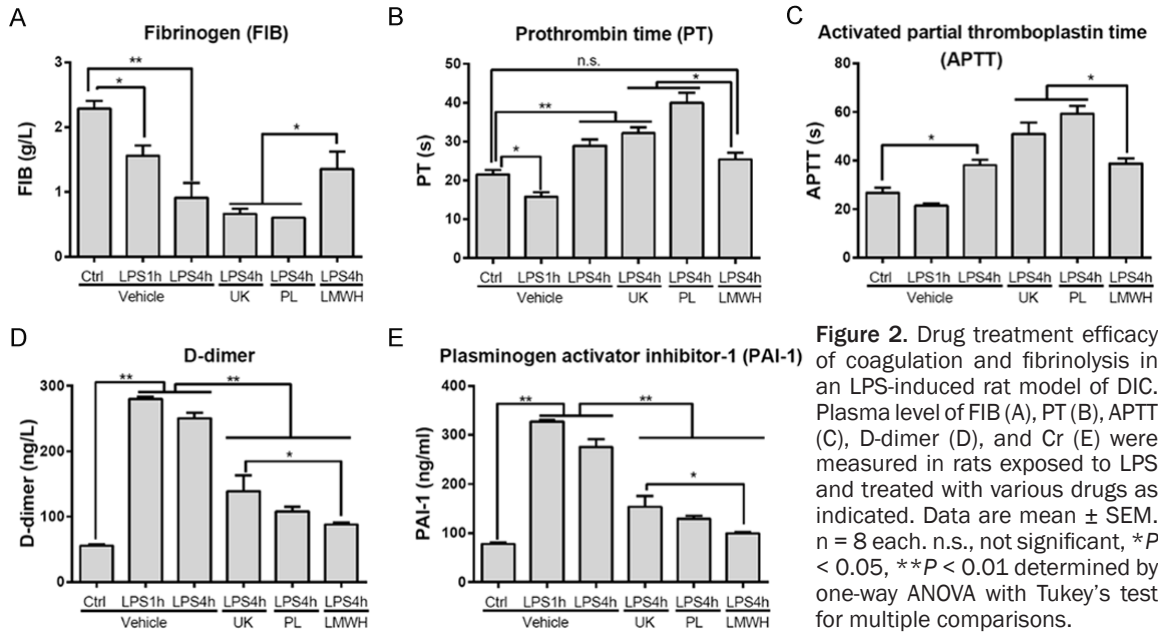 A
Fibrinogen (FIB)
FIB (g/L)
3
2
1
0
**
*
*
Ctrl LPS1h LPS4h LPS4h LPS4h LPS4h
Vehicle UK PL LMWH
B
Prothrombin time (PT)
PT (s)
50
40
30
20
10
0
n.s.
**
*
*
Ctrl LPS1h LPS4h LPS4h LPS4h LPS4h
Vehicle UK PL LMWH
C
Activated partial thromboplastin time
(APTT)
APTT (s)
80
60
40
20
0
*
*
Ctrl LPS1h LPS4h LPS4h LPS4h LPS4h
Vehicle UK PL LMWH
D
D-dimer
D-dimer (ng/L)
300
200
100
0
**
**
*
Ctrl LPS1h LPS4h LPS4h LPS4h LPS4h
Vehicle UK PL LMWH
E
Plasminogen activator inhibitor-1 (PAI-1)
PAI-1 (ng/ml)
400
300
200
100
0
**
**
*
Ctrl LPS1h LPS4h LPS4h LPS4h LPS4h
Vehicle UK PL LMWH
Figure 2. Drug treatment efficacy
of coagulation and fibrinolysis in
an LPS-induced rat model of DIC.
Plasma level of FIB (A), PT (B), APTT
(C), D-dimer (D), and Cr (E) were
measured in rats exposed to LPS
and treated with various drugs as
indicated. Data are mean ± SEM.
n = 8 each. n.s., not significant, *P
< 0.05, **P < 0.01 determined by
one-way ANOVA with Tukey's test
for multiple comparisons.